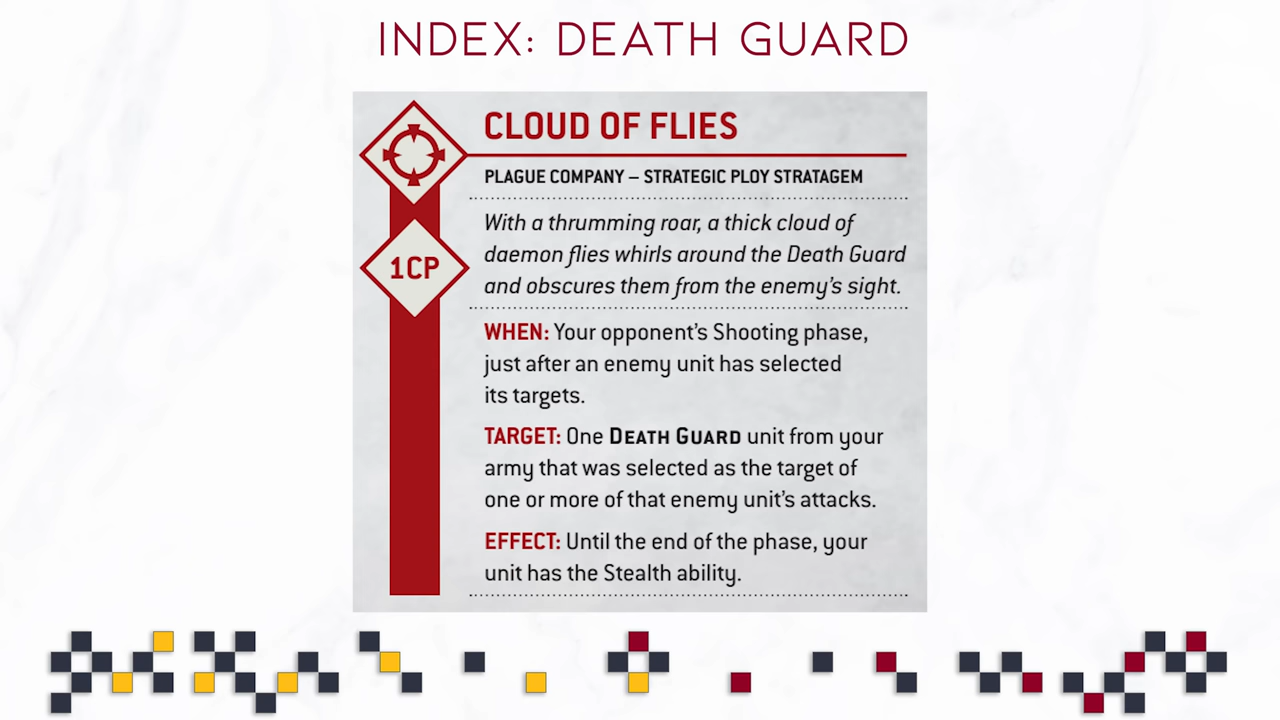 INDEX: DEATH GUARD
CLOUD OF FLIES
PLAGUE COMPANY – STRATEGIC PLOY STRATAGEM
With a thrumming roar, a thick cloud of
daemon flies whirls around the Death Guard
and obscures them from the enemy's sight.
1CP
WHEN: Your opponent's Shooting phase,
just after an enemy unit has selected
its targets.
TARGET: One DEATH GUARD unit from your
army that was selected as the target of
one or more of that enemy unit's attacks.
EFFECT: Until the end of the phase, your
unit has the Stealth ability.